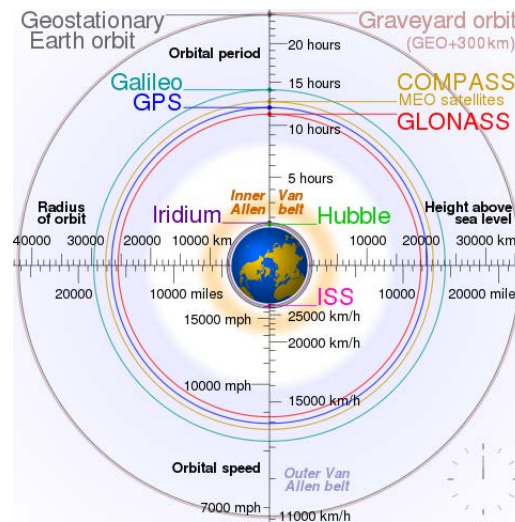 Geostationary
Earth orbit
Graveyard orbit
(GEO+300km)
Orbital period
20 hours
15 hours
Galileo
GPS
COMPASS
MEO satellites
GLONASS
10 hours
5 hours
Radius
of orbit
Inner Van
Allen belt
Height above
sea level
Iridium
Hubble
40000 30000 20000 10000 km
10000 20000 30000 km
20000 10000 miles
10000 20000 miles
ISS
15000 mph
25000 km/h
20000 km/h
10000 mph
15000 km/h
Orbital speed
Outer Van
Allen belt
7000 mph
11000 km/h